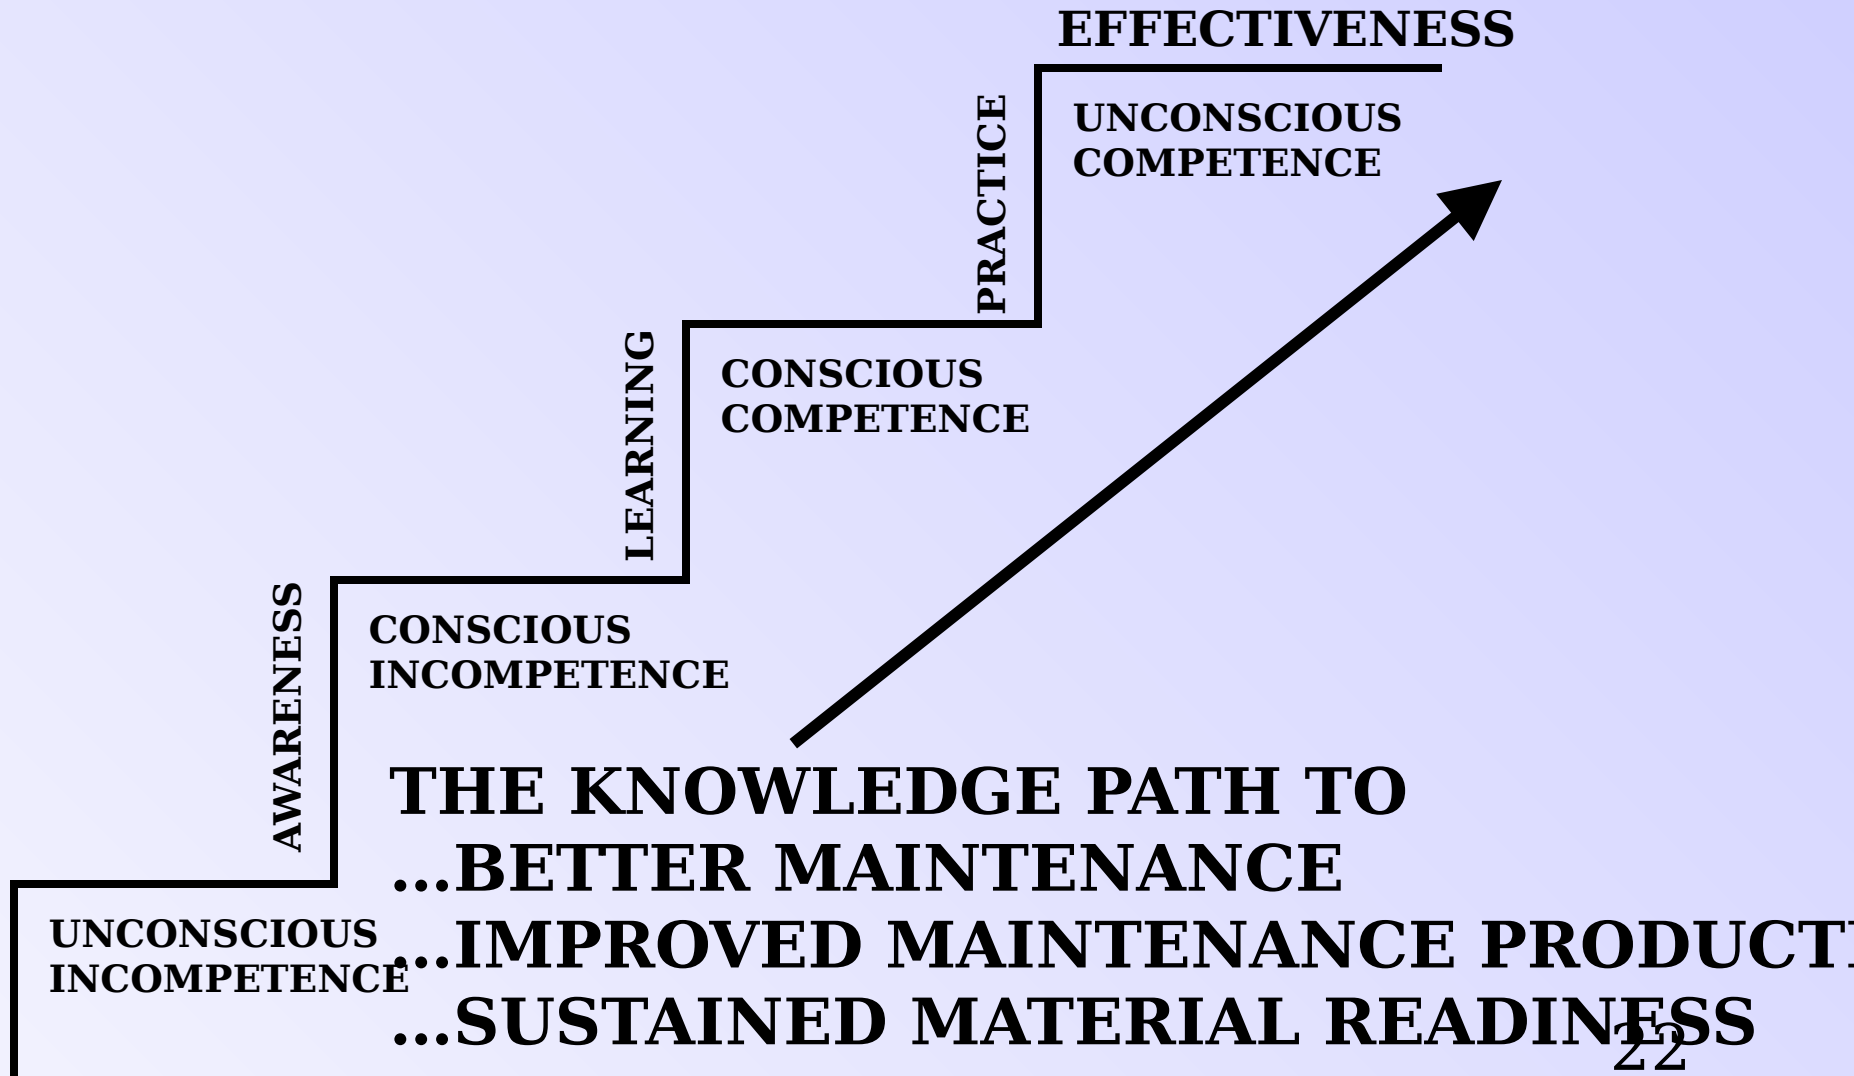 EFFECTIVENESS
UNCONSCIOUS
COMPETENCE
PRACTICE
CONSCIOUS
COMPETENCE
LEARNING
CONSCIOUS
INCOMPETENCE
AWARENESS
UNCONSCIOUS
INCOMPETENCE
THE KNOWLEDGE PATH TO
...BETTER MAINTENANCE
...IMPROVED MAINTENANCE
...SUSTAINED MATERIAL READINESS
22